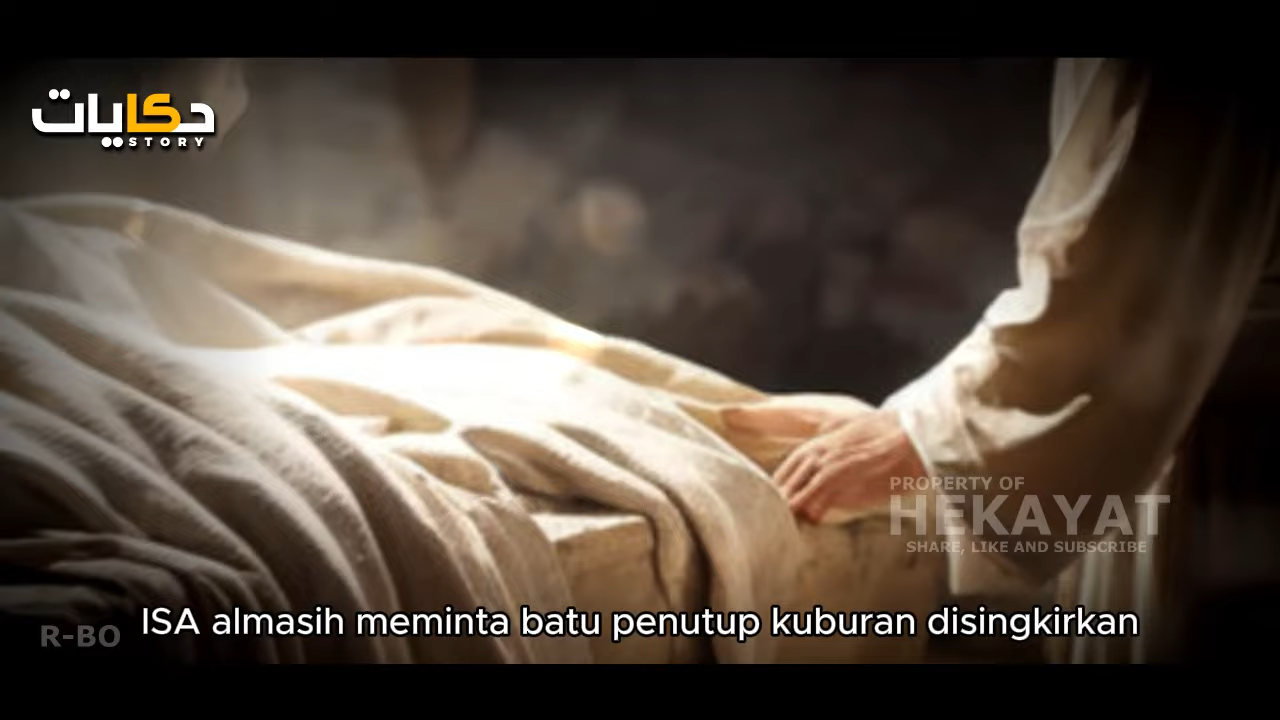 حكايات
STORY
PROPERTY OF
HEKAYAT
SHARE, LIKE AND SUBSCRIBE
R-BO
ISA almasih meminta batu penutup kuburan disingkirkan